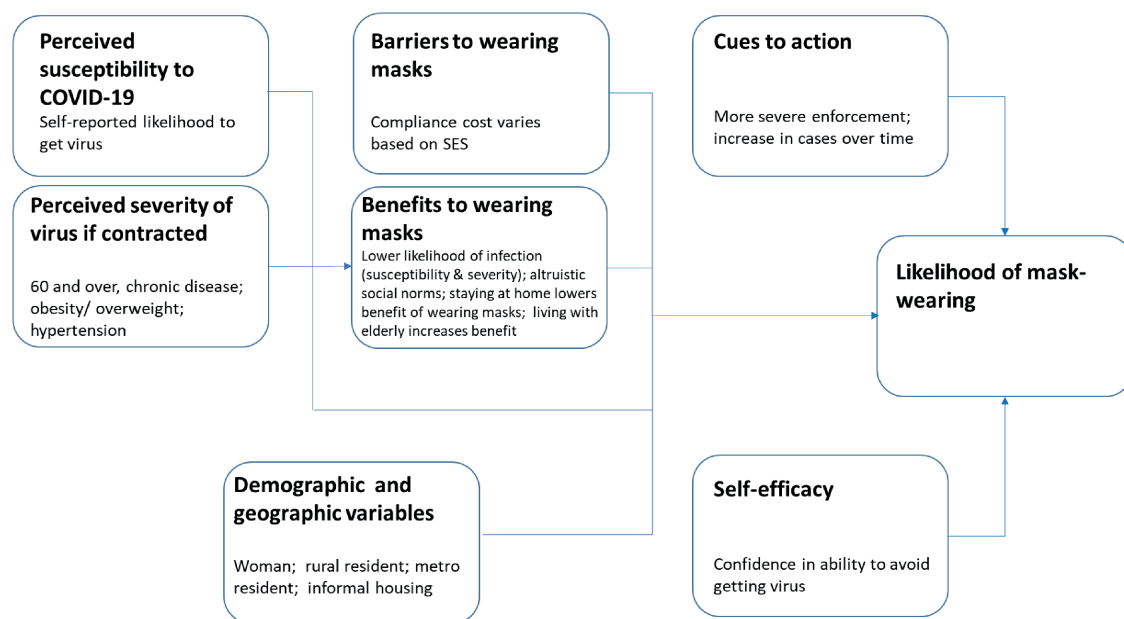 Perceived
susceptibility to
COVID-19
Self-reported likelihood to
get virus
Barriers to wearing
masks
Compliance cost varies
based on SES
Cues to action
More severe enforcement;
increase in cases over time
Perceived severity of
virus if contracted
60 and over, chronic disease;
obesity/ overweight;
hypertension
Benefits to wearing
masks
Lower likelihood of infection
(susceptibility & severity); altruistic
social norms; staying at home lowers
benefit of wearing masks; living with
elderly increases benefit
Likelihood of mask-
wearing
Demographic and
geographic variables
Woman; rural resident; metro
resident; informal housing
Self-efficacy
Confidence in ability to avoid
getting virus